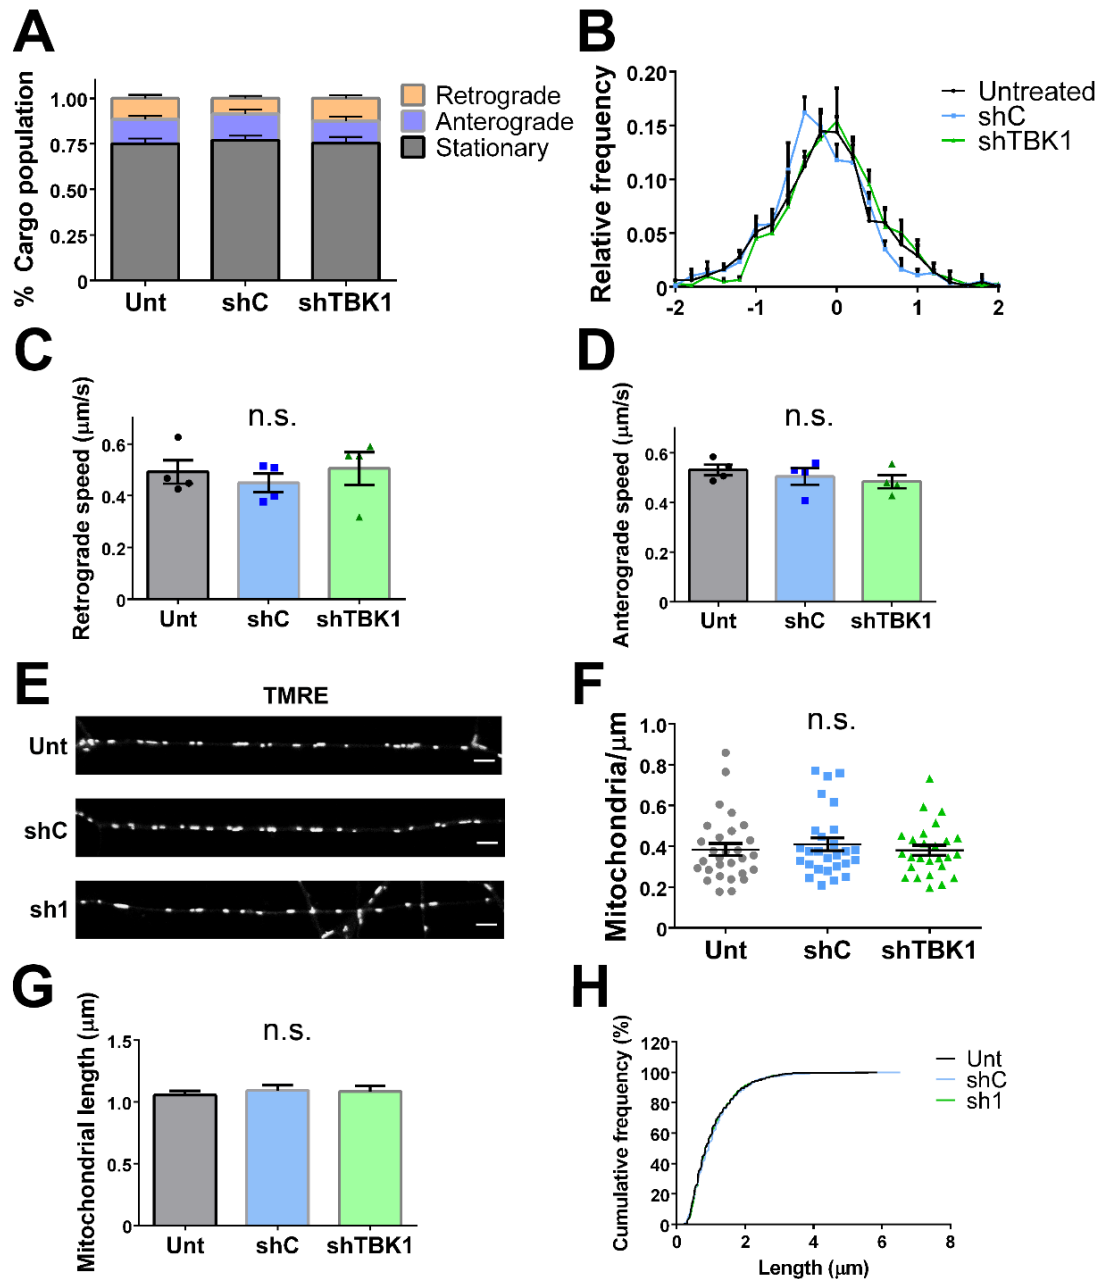 A
% Cargo population
1.00
0.75
0.50
0.25
0
Unt shC shTBK1
Retrograde
Anterograde
Stationary
B
Relative frequency
0.20
0.15
0.10
0.05
0
-2 -1 0 1 2
Untreated
shC
shTBK1
C
Retrograde speed (μm/s)
n.s.
0.6
0.4
0.2
0
Unt shC shTBK1
D
Anterograde speed (μm/s)
n.s.
0.6
0.4
0.2
0
Unt shC shTBK1
E
TMRE
Unt
shC
sh1
F
Mitochondria/μm
n.s.
1.0
0.8
0.6
0.4
0.2
0
Unt shC shTBK1
G
Mitochondrial length (μm)
n.s.
1.5
1.0
0.5
0
Unt shC shTBK1
H
Cumulative frequency (%)
120
100
80
60
40
20
0
0 2 4 6 8
Length (μm)
Unt
shC
sh1